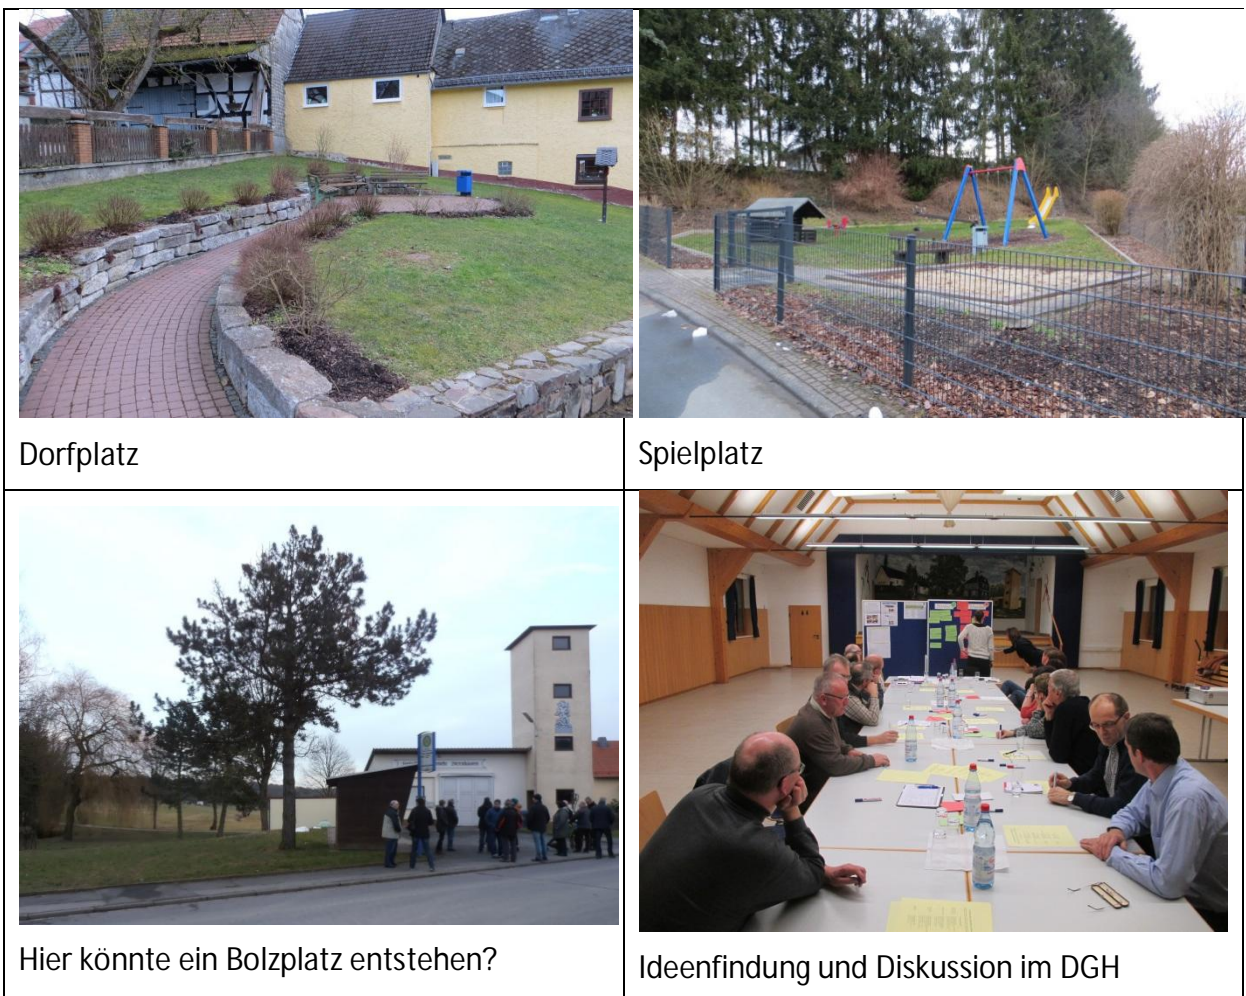 Dorfplatz
Spielplatz
Hier könnte ein Bolzplatz entstehen?
Ideenfindung und Diskussion im DGH